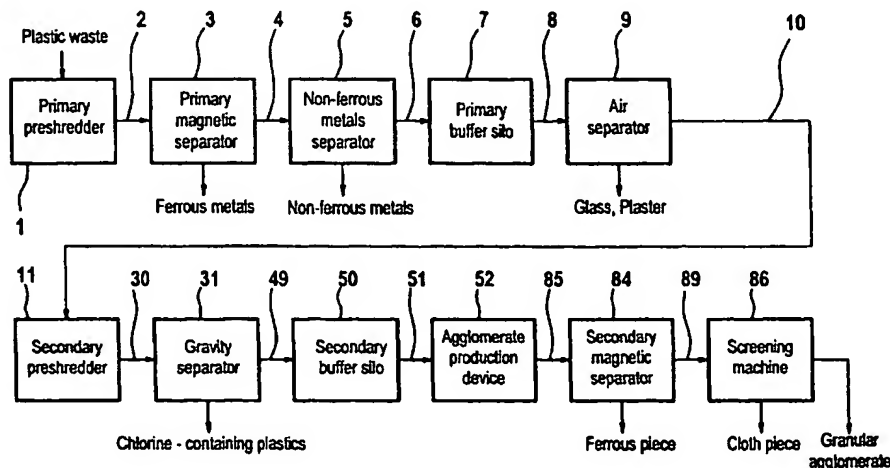 2
3
4
5
6
7
8
9
10
Plastic waste
Primary
preshredder
Primary
magnetic
separator
Non-ferrous
metals
separator
Primary
buffer silo
Air
separator
1
Ferrous metals
Non-ferrous metals
Glass, Plaster
11
30
31
49
50
51
52
85
84
89
86
Secondary
preshredder
Gravity
separator
Secondary
buffer silo
Agglomerate
production
device
Secondary
magnetic
separator
Screening
machine
Chlorine - containing plastics
Ferrous piece
Cloth piece
Granular
agglomerate